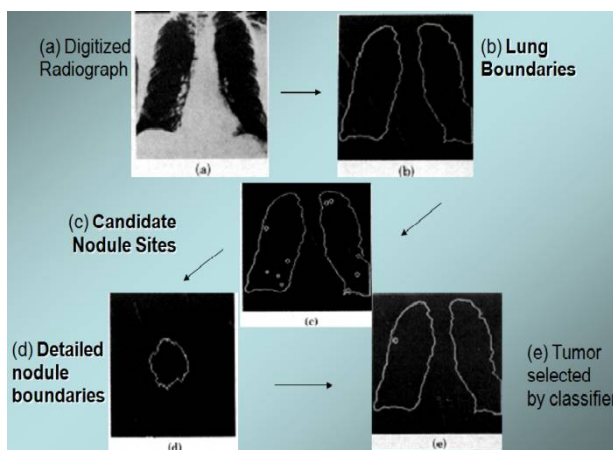 (a) Digitized
Radiograph
(b) Lung
Boundaries
(a)
(b)
(c) Candidate
Nodule Sites
(c)
(d) Detailed
nodule
boundaries
(d)
(e) Tumor
selected
by classifier
(e)